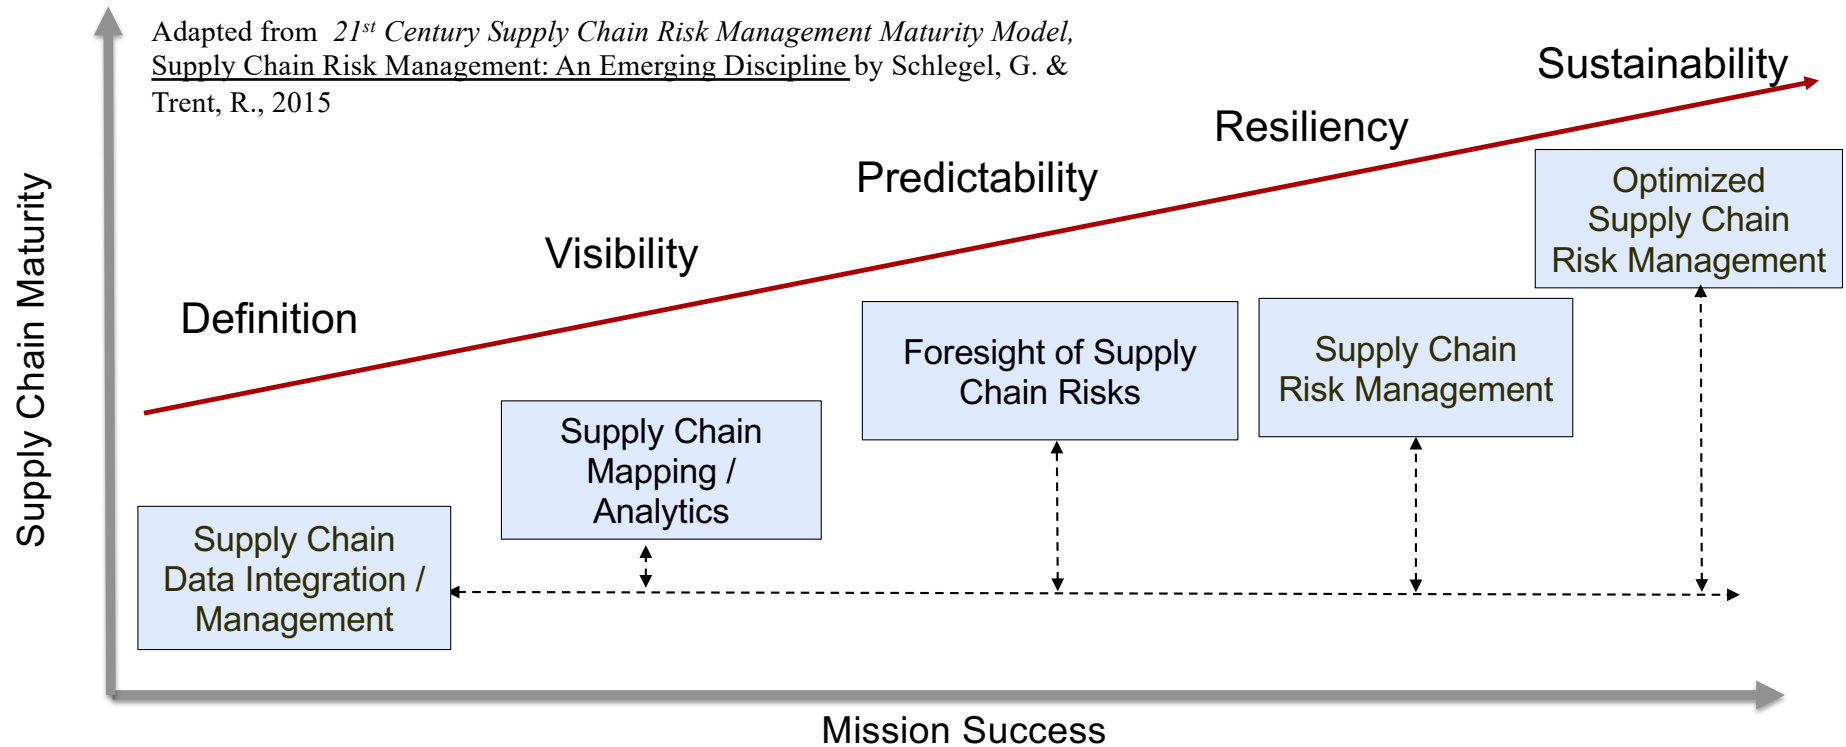 Adapted from 21st Century Supply Chain Risk Management Maturity Model,
Supply Chain Risk Management: An Emerging Discipline by Schlegel, G. &
Trent, R., 2015
Sustainability
Resiliency
Predictability
Visibility
Definition
Supply Chain Maturity
Optimized
Supply Chain
Risk Management
Supply Chain
Risk Management
Foresight of Supply
Chain Risks
Supply Chain
Mapping /
Analytics
Supply Chain
Data Integration /
Management
Mission Success